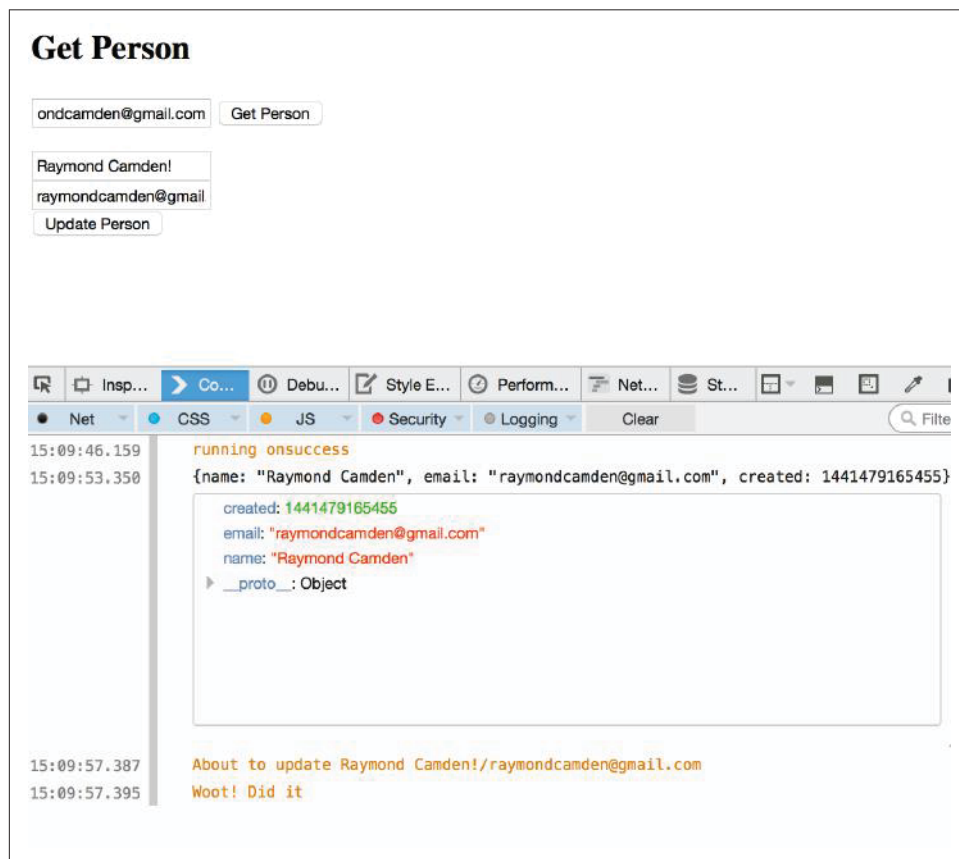 Get Person
ondcamden@gmail.com Get Person
Raymond Camden!
raymondcamden@gmail
Update Person
Insp... Co... Debu... Style E... Perform... Net... St...
Net CSS JS Security Logging Clear Filte
15:09:46.159 running onsuccess
15:09:53.350 {name: "Raymond Camden", email: "raymondcamden@gmail.com", created: 1441479165455}
created: 1441479165455
email: "raymondcamden@gmail.com"
name: "Raymond Camden"
__proto__: Object
15:09:57.387 About to update Raymond Camden!/raymondcamden@gmail.com
15:09:57.395 Woot! Did it